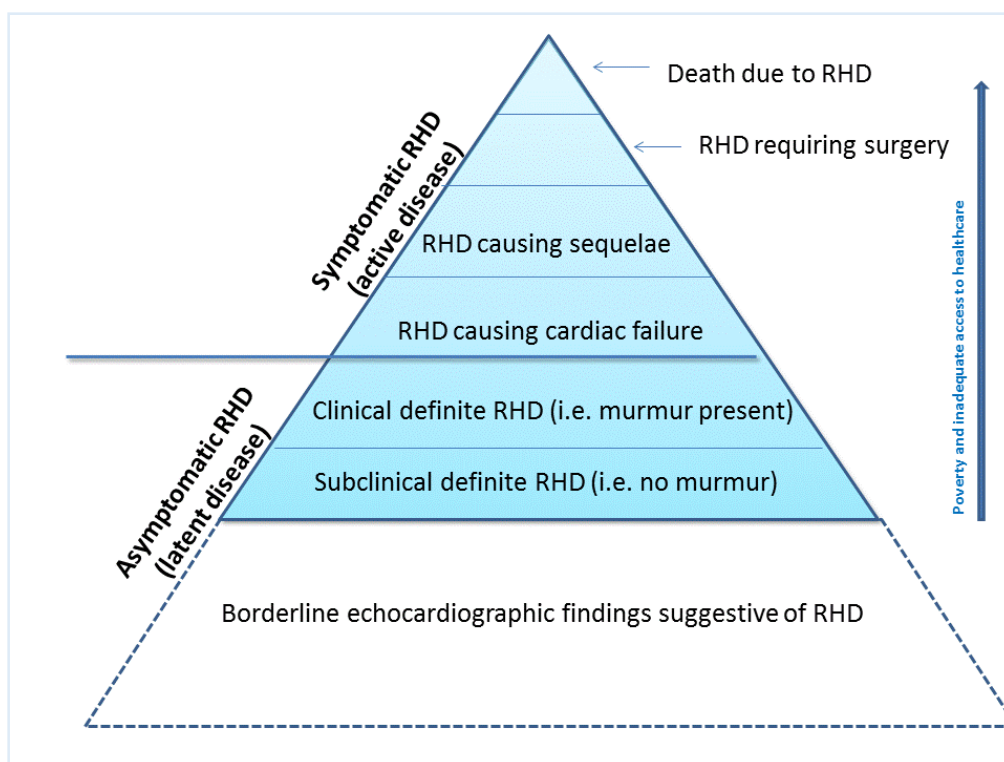 Death due to RHD
RHD requiring surgery
Symptomatic RHD
(active disease)
RHD causing sequelae
RHD causing cardiac failure
Clinical definite RHD (i.e. murmur present)
Subclinical definite RHD (i.e. no murmur)
Asymptomatic RHD
(latent disease)
Borderline echocardiographic findings suggestive of RHD
Poverty and inadequate access to healthcare